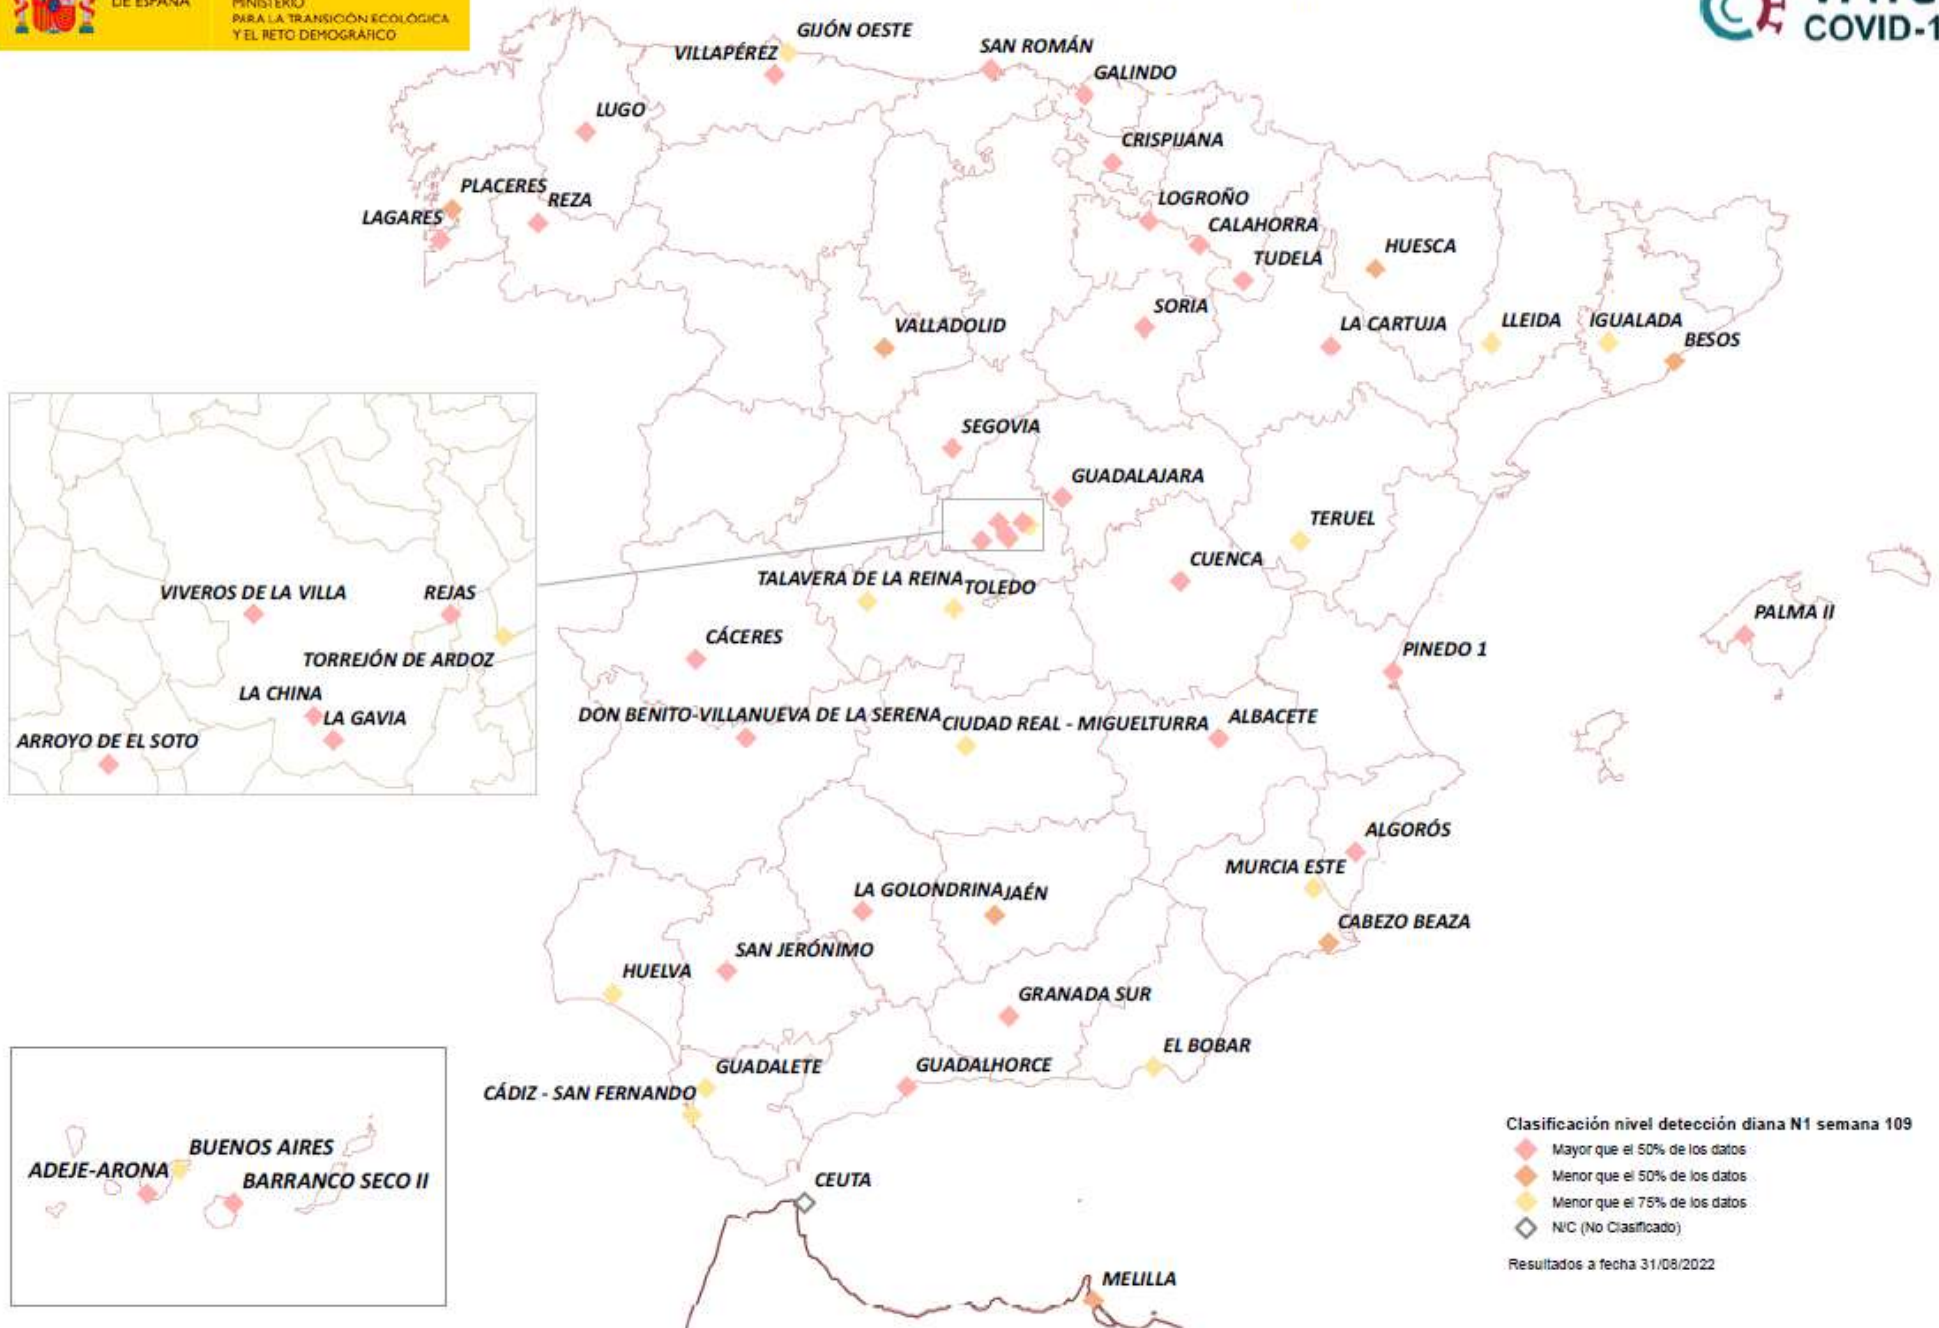 DE ESPAÑA
MINISTERIO
PARA LA TRANSICIÓN ECOLÓGICA
Y EL RETO DEMOGRÁFICO
COVID-1
GIJÓN OESTE
VILLAPÉREZ
SAN ROMÁN
GALINDO
LUGO
CRISPIJANA
PLACERES
REZA
LAGARES
LOGROÑO
CALAHORRA
TUDELA
HUESCA
SORIA
VALLADOLID
LA CARTUJA
LLEIDA
IGUALADA
BESOS
SEGOVIA
GUADALAJARA
TERUEL
CUENCA
TALAVERA DE LA REINA
TOLEDO
VIVEROS DE LA VILLA
REJAS
TORREJÓN DE ARDOZ
LA CHINA
LA GAVIA
ARROYO DE EL SOTO
CÁCERES
PALMA II
PINEDO 1
DON BENITO-VILLANUEVA DE LA SERENA
CIUDAD REAL - MIGUELTURRA
ALBACETE
ALGORÓS
MURCIA ESTE
LA GOLONDRINA
JAÉN
CABEZO BEAZA
SAN JERÓNIMO
HUELVA
GRANADA SUR
EL BOBAR
GUADALETE
GUADALHORCE
CÁDIZ - SAN FERNANDO
BUENOS AIRES
ADEJE-ARONA
BARRANCO SECO II
CEUTA
MELILLA
Clasificación nivel detección diana N1 semana 109
Mayor que el 50% de los datos
Menor que el 50% de los datos
Menor que el 75% de los datos
N/C (No Clasificado)
Resultados a fecha 31/08/2022